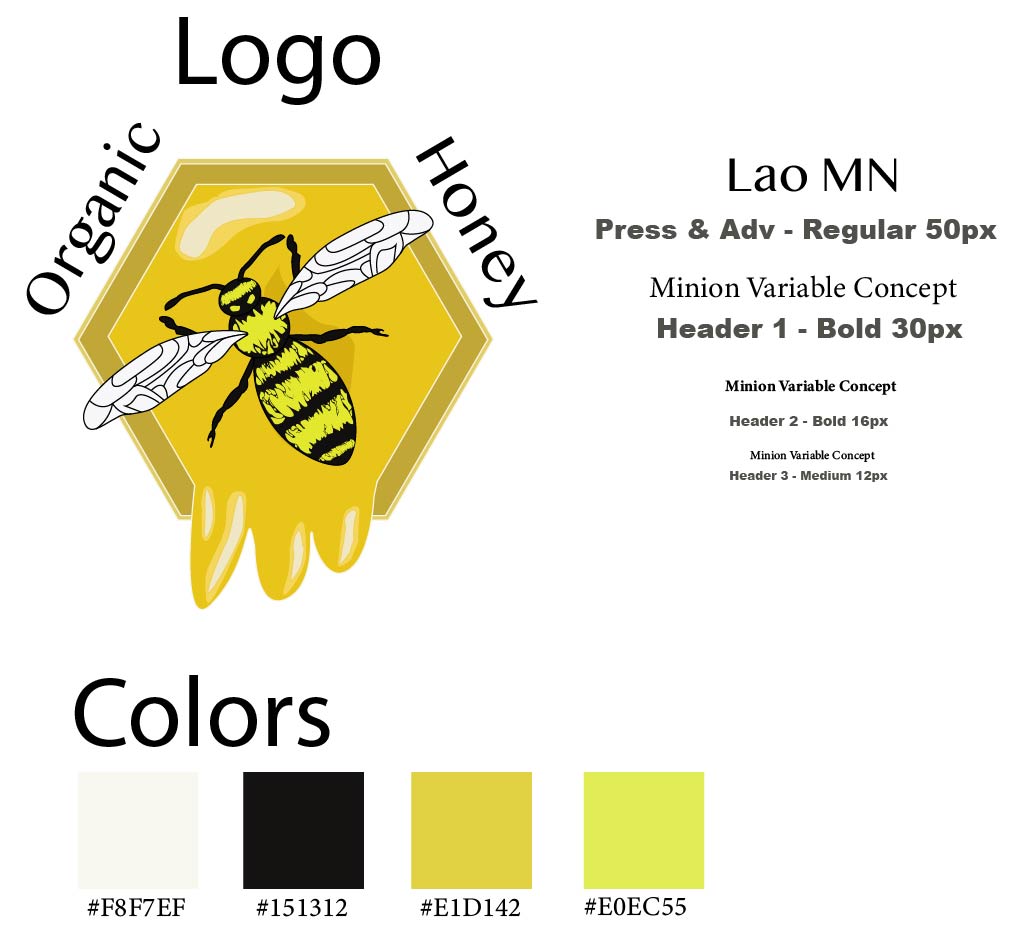 Logo
Organic Honey
Lao MN
Press & Adv - Regular 50px
Minion Variable Concept
Header 1 - Bold 30px
Minion Variable Concept
Header 2 - Bold 16px
Minion Variable Concept
Header 3 - Medium 12px
Colors
#F8F7EF
#151312
#E1D142
#E0EC55